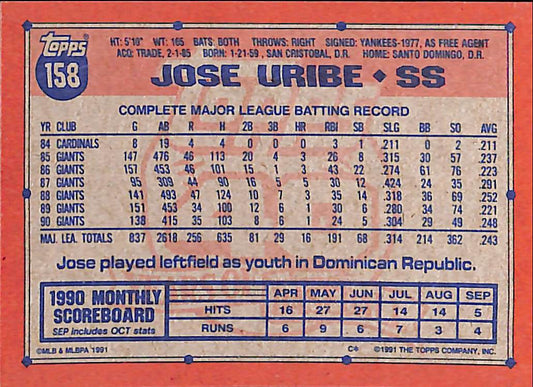 Topps®
158
HT: 5'10" WT: 165 BATS: BOTH THROWS: RIGHT SIGNED: YANKEES-1977, AS FREE AGENT
ACQ: TRADE, 2-1-85 BORN: 1-21-59, SAN CRISTOBAL, D.R. HOME: SANTO DOMINGO, D.R.
JOSE URIBE ◆ SS
COMPLETE MAJOR LEAGUE BATTING RECORD
YR CLUB G AB R H 2B 3B HR RBI SB SLG BB SO AVG
84 CARDINALS 8 19 4 4 0 0 0 3 1 .211 0 2 .211
85 GIANTS 147 476 46 113 20 4 3 26 8 .315 30 57 .237
86 GIANTS 157 453 46 101 15 1 3 43 22 .274 61 76 .223
87 GIANTS 95 309 44 90 16 5 5 30 12 .424 24 35 .291
88 GIANTS 141 493 47 124 10 7 3 35 14 .318 36 69 .252
89 GIANTS 151 453 34 100 12 6 1 30 6 .280 34 74 .221
90 GIANTS 138 415 35 103 8 6 1 24 5 .304 29 49 .248
MAJ. LEA. TOTALS 837 2618 256 635 81 29 16 191 68 .314 214 362 .243
Jose played leftfield as youth in Dominican Republic.
1990 MONTHLY
SCOREBOARD
SEP includes OCT stats
APR MAY JUN JUL AUG SEP
HITS 16 27 27 14 14 5
RUNS 6 9 6 7 3 4
©MLB & MLBPA 1991 C* ©1991 THE TOPPS COMPANY, INC.